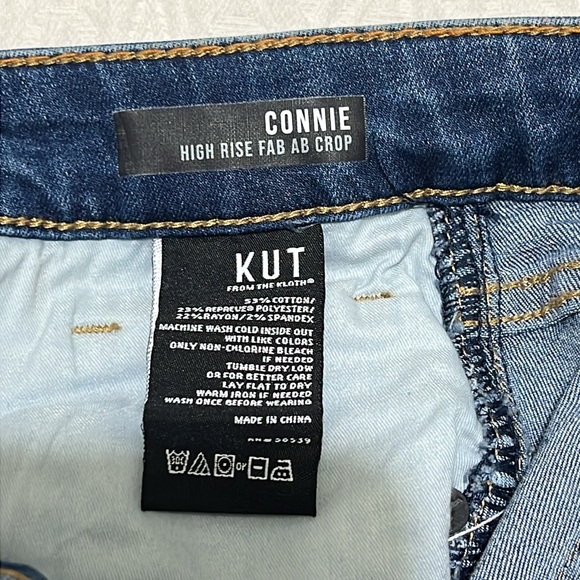 CONNIE
HIGH RISE FAB AB CROP
KUT
FROM THE KLOTH®
53% COTTON/
23% REPREVE® POLYESTER/
22% RAYON/2% SPANDEX
MACHINE WASH COLD INSIDE OUT
WITH LIKE COLORS
ONLY NON-CHLORINE BLEACH
IF NEEDED
TUMBLE DRY LOW
OR FOR BETTER CARE
LAY FLAT TO DRY
WARM IRON IF NEEDED
WASH ONCE BEFORE WEARING
MADE IN CHINA
or